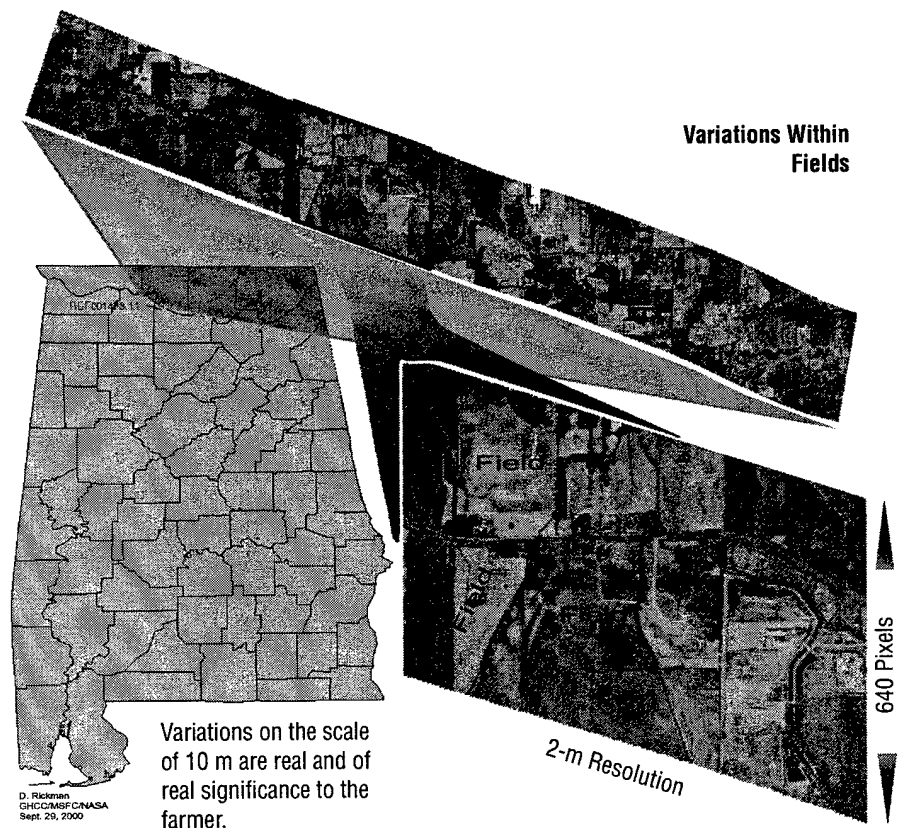 Variations Within
Fields
Field
Field
640 Pixels
2-m Resolution
Variations on the scale
of 10 m are real and of
real significance to the
farmer.
D. Rickman
GHCC/MSFC/NASA
Sept. 29, 2000